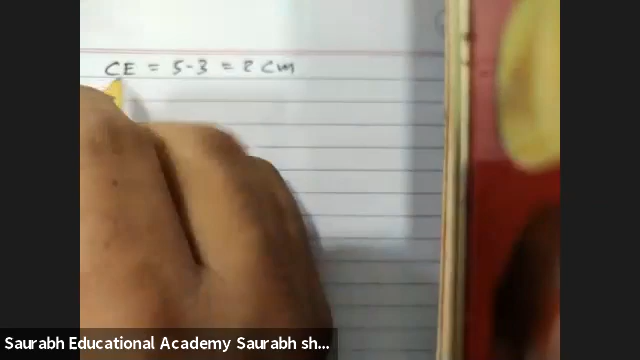 CE = 5-3 = 2 cm
Saurabh Educational Academy Saurabh sh...